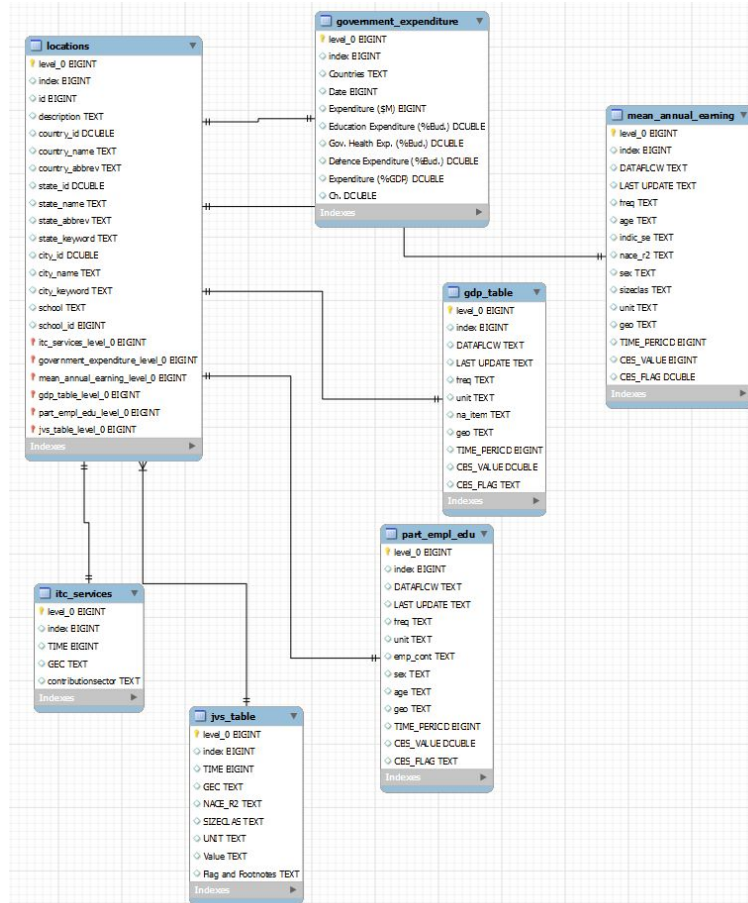 locations
level_0 BIGINT
index BIGINT
id BIGINT
description TEXT
country_id DOUBLE
country_name TEXT
country_abbrev TEXT
state_id DOUBLE
state_name TEXT
state_abbrev TEXT
state_keyword TEXT
city_id DOUBLE
city_name TEXT
city_keyword TEXT
school TEXT
school_id BIGINT
itc_services_level_0 BIGINT
government_expenditure_level_0 BIGINT
mean_annual_earning_level_0 BIGINT
gdp_table_level_0 BIGINT
part_empl_edu_level_0 BIGINT
jvs_table_level_0 BIGINT
Indexes
government_expenditure
level_0 BIGINT
index BIGINT
Countries TEXT
Date BIGINT
Expenditure ($M) BIGINT
Education Expenditure (%Bud.) DOUBLE
Gov. Health Exp. (%Bud.) DOUBLE
Defence Expenditure (%Bud.) DOUBLE
Expenditure (%GDP) DOUBLE
Ch. DOUBLE
Indexes
mean_annual_earning
level_0 BIGINT
index BIGINT
DATAFLOW TEXT
LAST UPDATE TEXT
freq TEXT
age TEXT
indic_se TEXT
nace_r2 TEXT
sex TEXT
sizeclas TEXT
unit TEXT
geo TEXT
TIME_PERIOD BIGINT
OBS_VALUE BIGINT
OBS_FLAG DOUBLE
Indexes
gdp_table
level_0 BIGINT
index BIGINT
DATAFLOW TEXT
LAST UPDATE TEXT
freq TEXT
unit TEXT
na_item TEXT
geo TEXT
TIME_PERIOD BIGINT
OBS_VALUE DOUBLE
OBS_FLAG TEXT
Indexes
part_empl_edu
level_0 BIGINT
index BIGINT
DATAFLOW TEXT
LAST UPDATE TEXT
freq TEXT
unit TEXT
emp_cont TEXT
sex TEXT
age TEXT
geo TEXT
TIME_PERIOD BIGINT
OBS_VALUE DOUBLE
OBS_FLAG TEXT
Indexes
itc_services
level_0 BIGINT
index BIGINT
TIME BIGINT
GEO TEXT
contributionsector TEXT
Indexes
jvs_table
level_0 BIGINT
index BIGINT
TIME BIGINT
GEO TEXT
NACE_R2 TEXT
SIZECLAS TEXT
UNIT TEXT
Value TEXT
Flag and Footnotes TEXT
Indexes